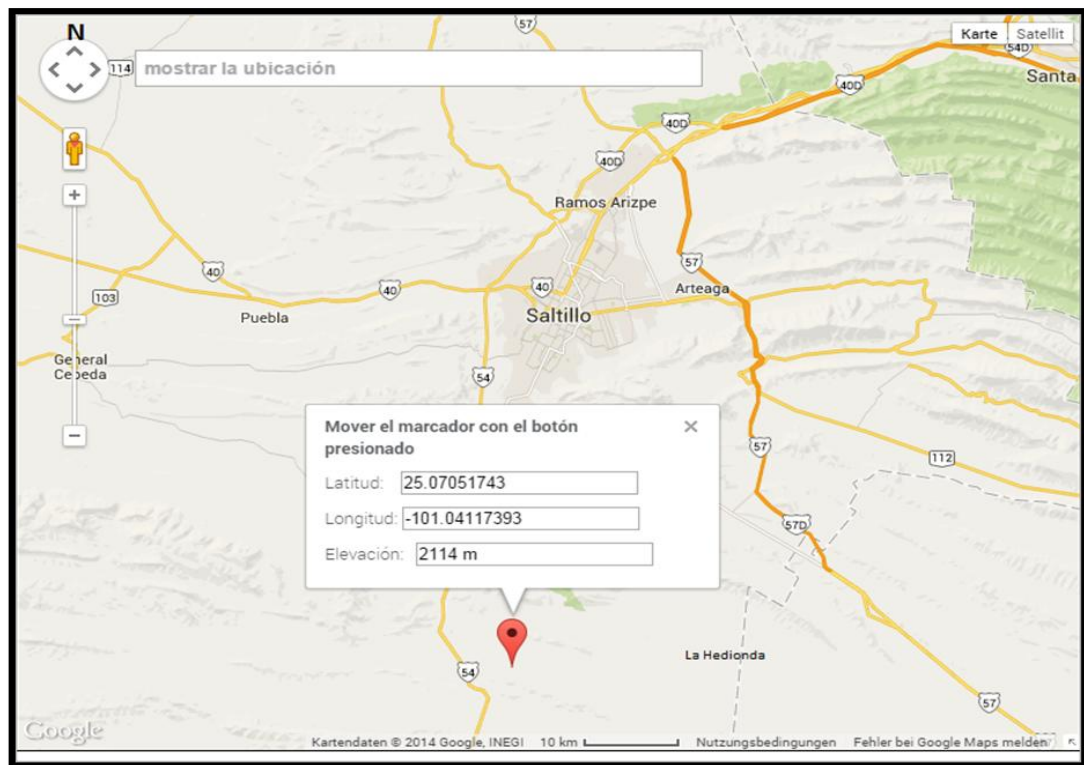 N
57
Karte Satellit
54D
114 mostrar la ubicación
Santa
40D
40D
40D
Ramos Arizpe
57
40
40
40
Arteaga
103
Puebla
Saltillo
General
Cepeda
54
Mover el marcador con el botón
presionado
Latitud: 25.07051743
Longitud: -101.04117393
Elevación: 2114 m
57
112
57D
La Hedionda
54
57
Google
Kartendaten © 2014 Google, INEGI 10 km Nutzungsbedingungen Fehler bei Google Maps melden